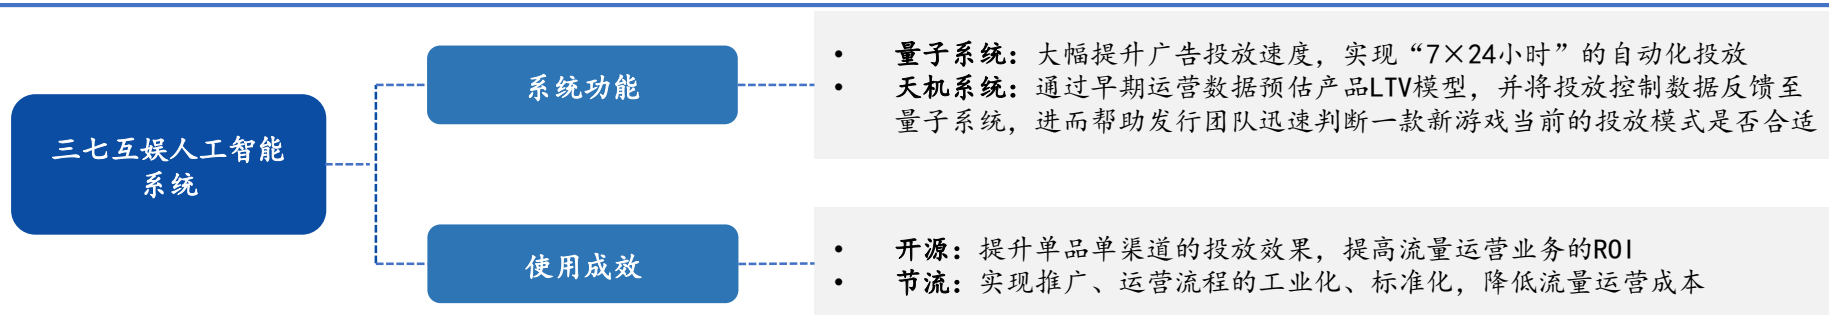 三七互娱人工智能
系统
系统功能
• 量子系统：大幅提升广告投放速度，实现“7×24小时”的自动化投放
• 天机系统：通过早期运营数据预估产品LTV模型，并将投放控制数据反馈至
量子系统，进而帮助发行团队迅速判断一款新游戏当前的投放模式是否合适
使用成效
• 开源：提升单品单渠道的投放效果，提高流量运营业务的ROI
• 节流：实现推广、运营流程的工业化、标准化，降低流量运营成本